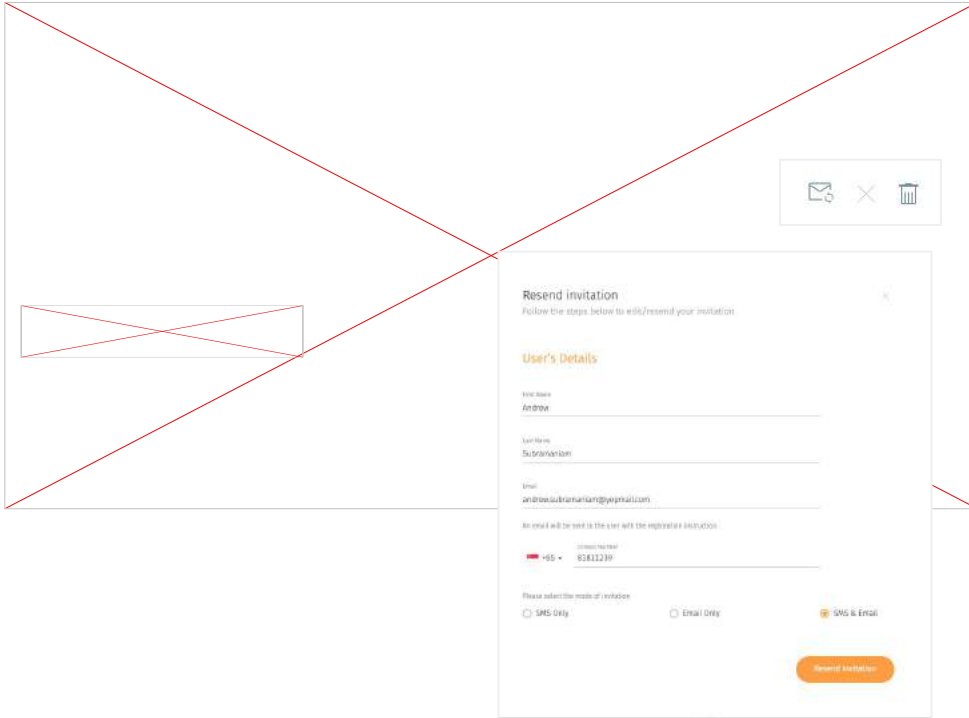 Resend invitation
Follow the steps below to edit/resend your invitation
User's Details
First Name
Andrew
Last Name
Subramaniam
Email
andrew.subramaniam@yopmail.com
An email will be sent to the user with the registration instruction
Contact Number
+65 81811239
Please select the mode of invitation
SMS Only Email Only SMS & Email
Resend Invitation